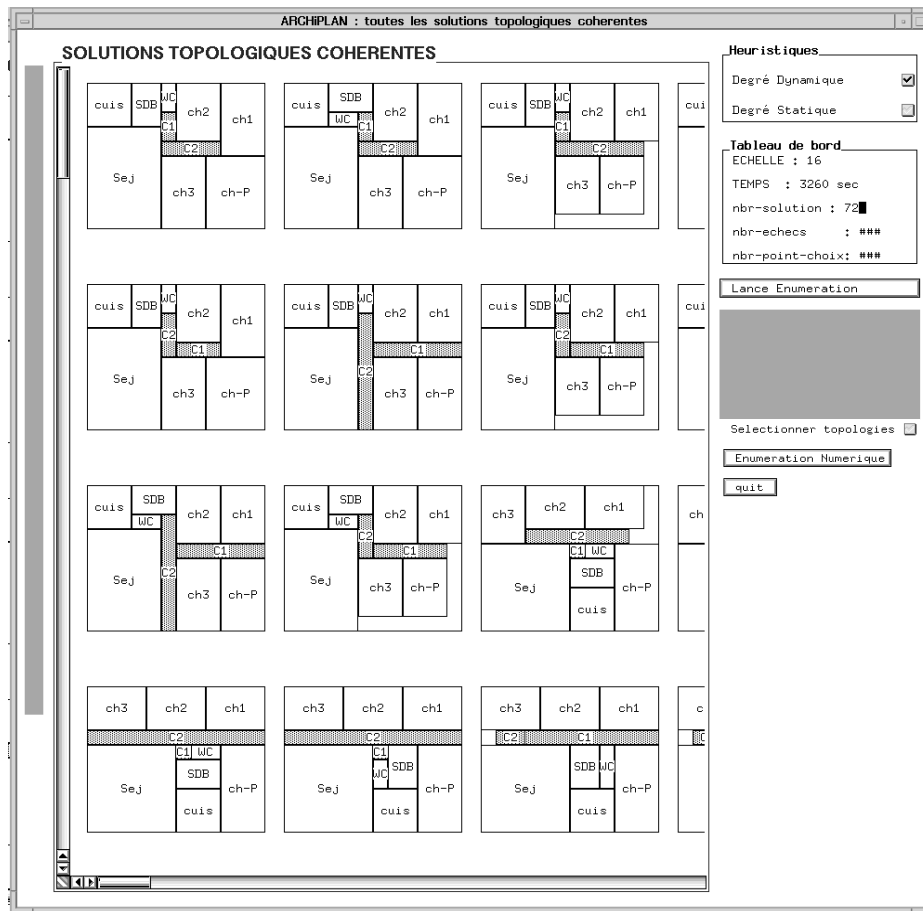 ARCHiPLAN : toutes les solutions topologiques coherentes
SOLUTIONS TOPOLOGIQUES COHERENTES
cuis SDB WC ch2 ch1
C1
C2
Sej ch3 ch-P
cuis SDB ch2 ch1
WC C1
C2
Sej ch3 ch-P
cuis SDB WC ch2 ch1
C1
C2
Sej ch3 ch-P
cui
cuis SDB WC ch2 ch1
C2
C1
Sej ch3 ch-P
cuis SDB WC ch2 ch1
C1
Sej C2 ch3 ch-P
cuis SDB WC ch2 ch1
C2
C1
Sej ch3 ch-P
cui
cuis SDB ch2 ch1
WC
C1
Sej C2 ch3 ch-P
cuis SDB ch2 ch1
WC C2
C1
Sej ch3 ch-P
ch3 ch2 ch1
C2
C1 WC
Sej SDB ch-P
cuis
ch
ch3 ch2 ch1
C2
C1 WC
SDB
Sej ch-P
cuis
ch3 ch2 ch1
C2
C1
WC SDB
Sej ch-P
cuis
ch3 ch2 ch1
C2 C1
SDB WC
Sej ch-P
cuis
c
Heuristiques
Degré Dynamique
Degré Statique
Tableau de bord
ECHELLE : 16
TEMPS : 3260 sec
nbr-solution : 72
nbr-echecs : ###
nbr-point-choix: ###
Lance Enumeration
Selectionner topologies
Enumeration Numerique
quit